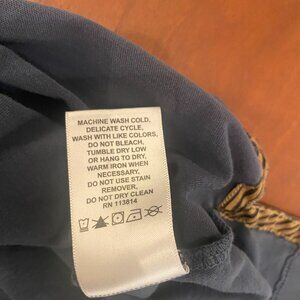 MACHINE WASH COLD,
DELICATE CYCLE,
WASH WITH LIKE COLORS,
DO NOT BLEACH,
TUMBLE DRY LOW
OR HANG TO DRY,
WARM IRON WHEN
NECESSARY.
DO NOT USE STAIN
REMOVER,
DO NOT DRY CLEAN
RN 113814